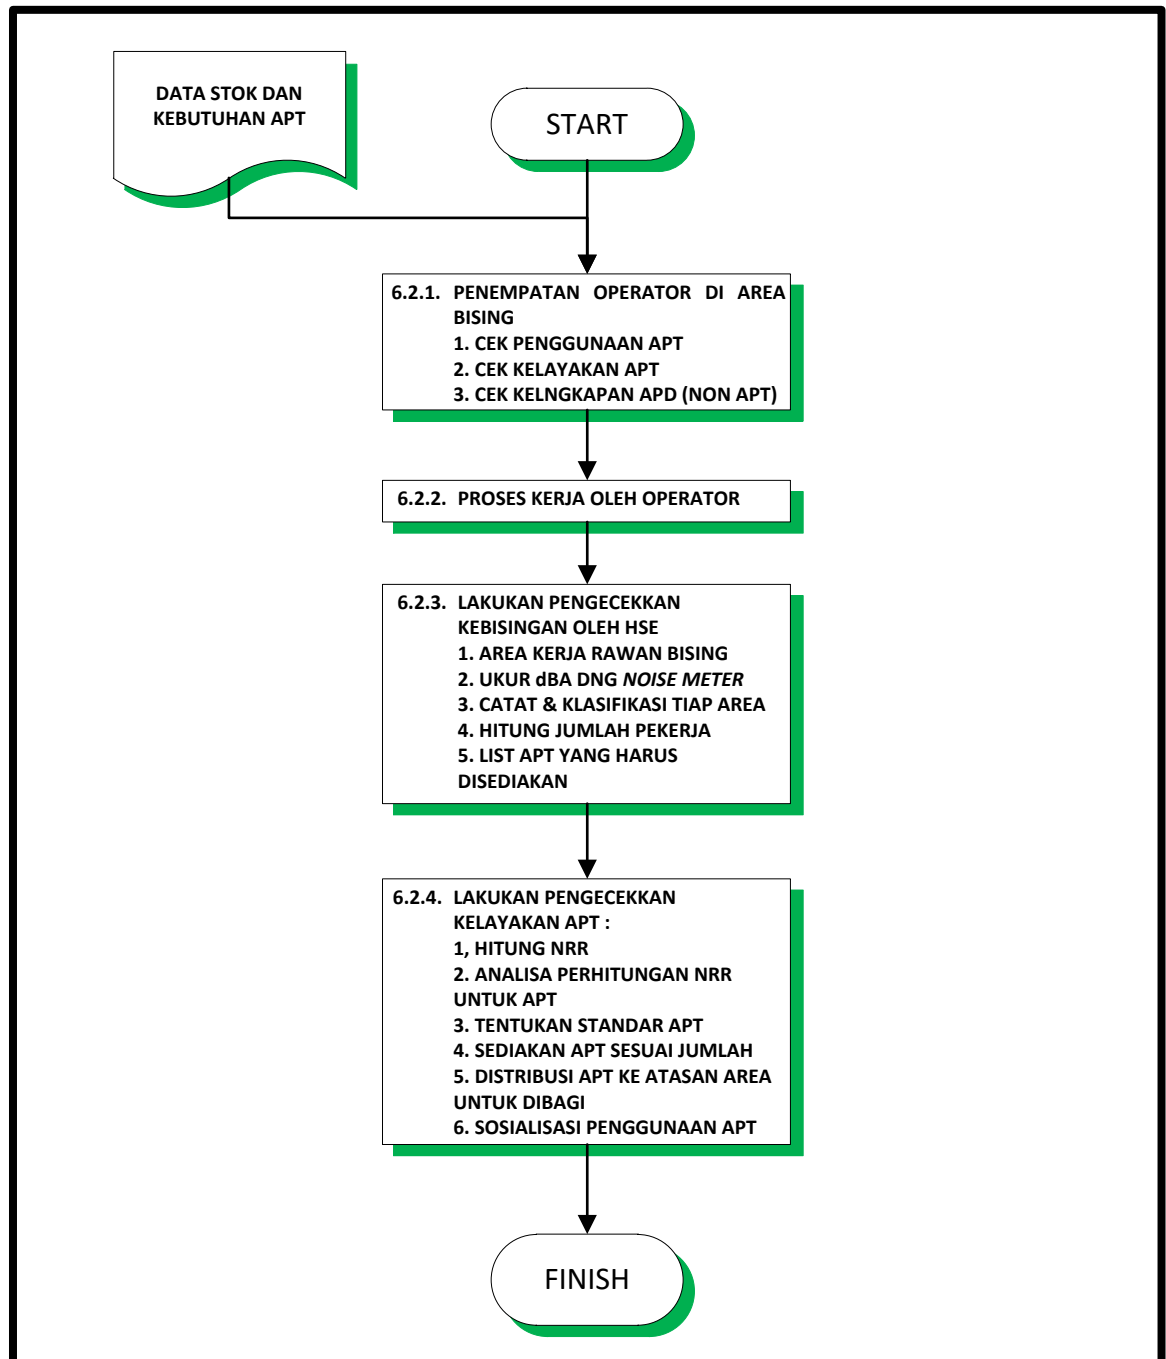 DATA STOK DAN
KEBUTUHAN APT
START
6.2.1. PENEMPATAN OPERATOR DI AREA
BISING
1. CEK PENGGUNAAN APT
2. CEK KELAYAKAN APT
3. CEK KELNGKAPAN APD (NON APT)
6.2.2. PROSES KERJA OLEH OPERATOR
6.2.3. LAKUKAN PENGECEKKAN
KEBISINGAN OLEH HSE
1. AREA KERJA RAWAN BISING
2. UKUR dBA DNG NOISE METER
3. CATAT & KLASIFIKASI TIAP AREA
4. HITUNG JUMLAH PEKERJA
5. LIST APT YANG HARUS
DISEDIAKAN
6.2.4. LAKUKAN PENGECEKKAN
KELAYAKAN APT :
1, HITUNG NRR
2. ANALISA PERHITUNGAN NRR
UNTUK APT
3. TENTUKAN STANDAR APT
4. SEDIAKAN APT SESUAI JUMLAH
5. DISTRIBUSI APT KE ATASAN AREA
UNTUK DIBAGI
6. SOSIALISASI PENGGUNAAN APT
FINISH